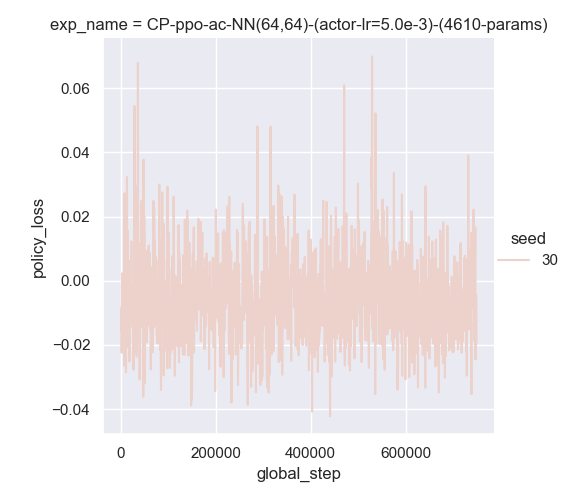 exp_name = CP-ppo-ac-NN(64,64)-(actor-lr=5.0e-3)-(4610-params)
0.06
0.04
0.02
0.00
−0.02
−0.04
policy_loss
0
200000
400000
600000
global_step
seed
30